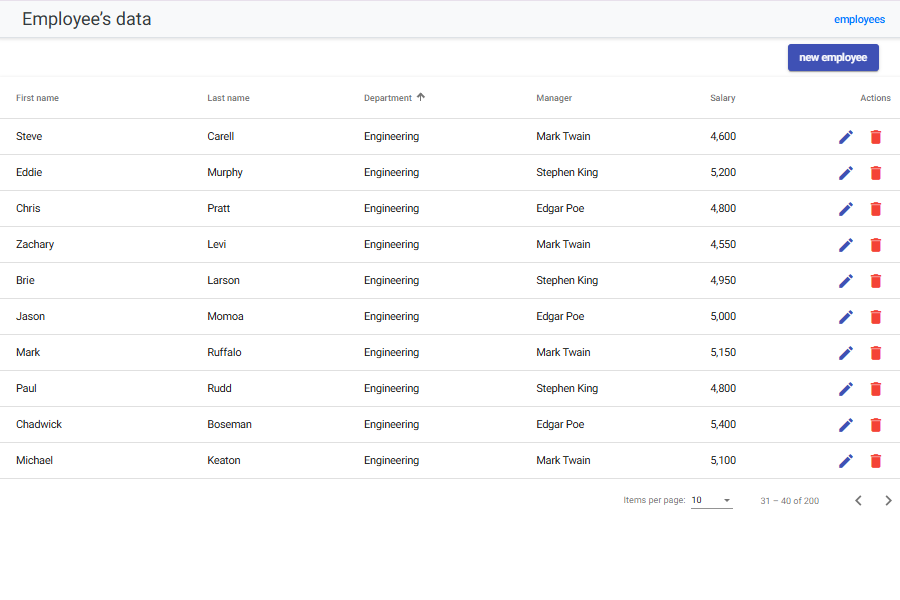 Employee’s data employees
new employee
First name Last name Department Manager Salary Actions
Steve Carell Engineering Mark Twain 4,600
Eddie Murphy Engineering Stephen King 5,200
Chris Pratt Engineering Edgar Poe 4,800
Zachary Levi Engineering Mark Twain 4,550
Brie Larson Engineering Stephen King 4,950
Jason Momoa Engineering Edgar Poe 5,000
Mark Ruffalo Engineering Mark Twain 5,150
Paul Rudd Engineering Stephen King 4,800
Chadwick Boseman Engineering Edgar Poe 5,400
Michael Keaton Engineering Mark Twain 5,100
Items per page: 10 31 – 40 of 200